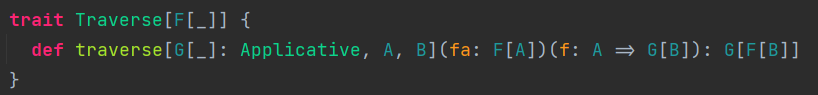 trait Traverse[F[_]] {
  def traverse[G[_]: Applicative, A, B](fa: F[A])(f: A ⇒ G[B]): G[F[B]]
}